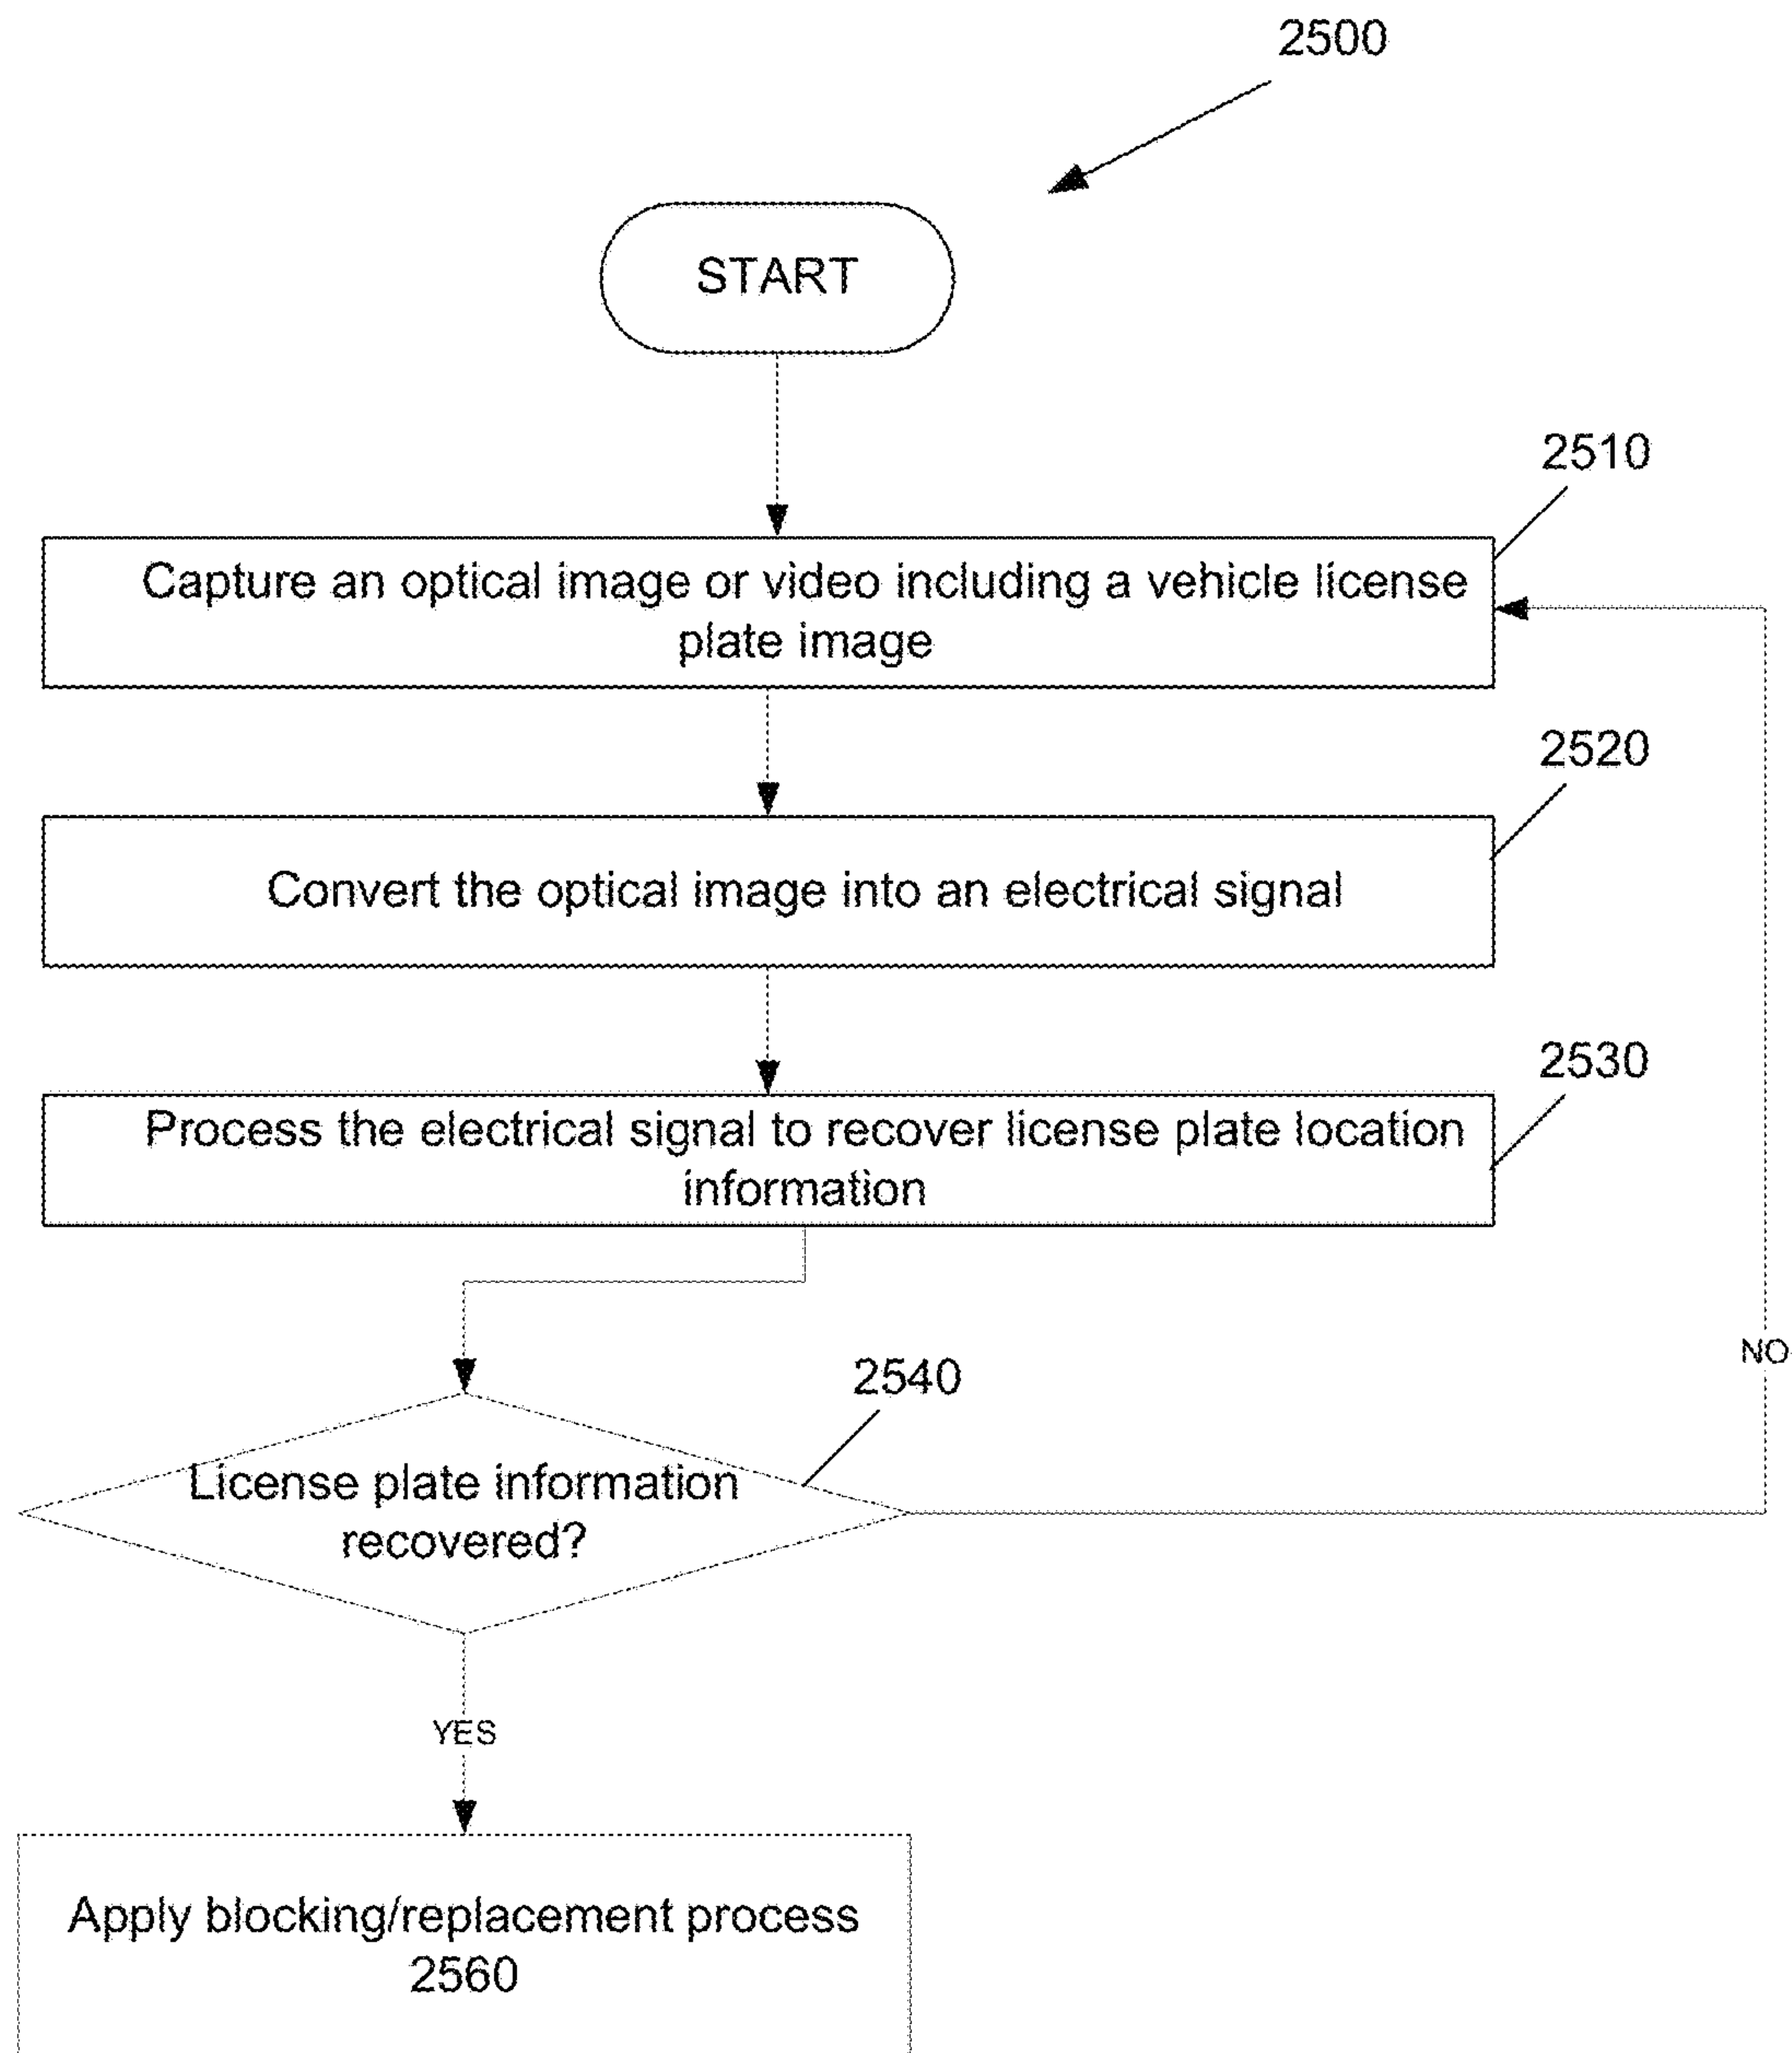 2500
START
2510
Capture an optical image or video including a vehicle license
plate image
2520
Convert the optical image into an electrical signal
2530
Process the electrical signal to recover license plate location
information
2540
License plate information
recovered?
NO
YES
Apply blocking/replacement process
2560